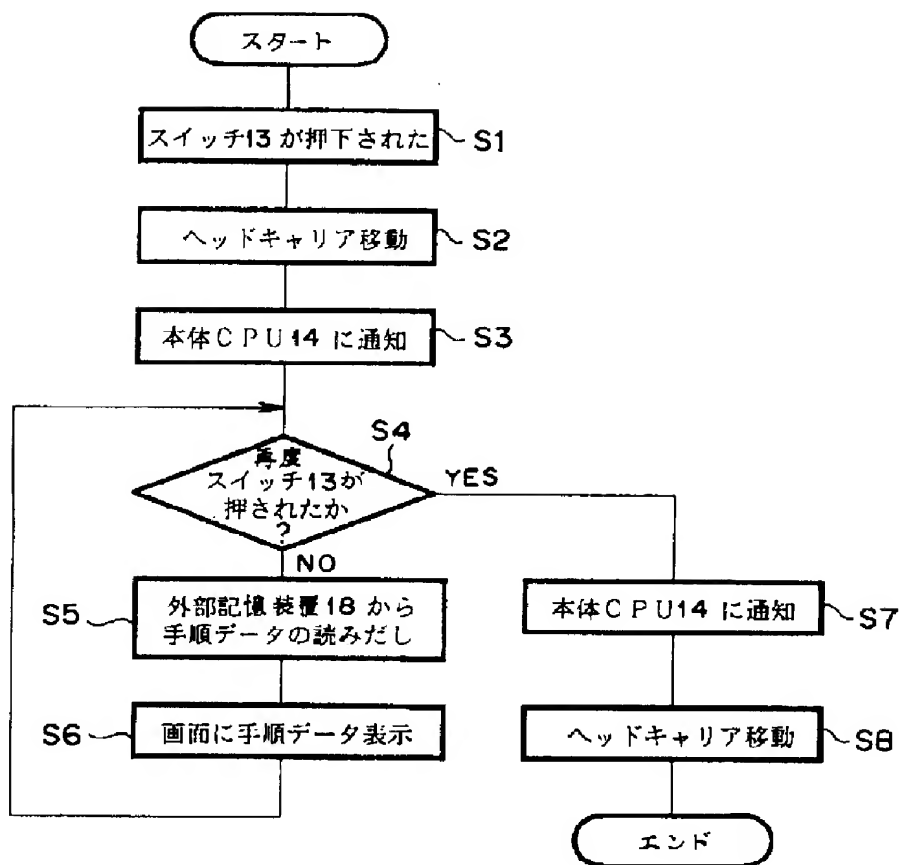 スタート
スイッチ13が押下された
S1
ヘッドキャリア移動
S2
本体CPU14に通知
S3
S4
再度
スイッチ13が
押されたか
?
YES
NO
S5
外部記憶装置18から
手順データの読みだし
S6
画面に手順データ表示
本体CPU14に通知
S7
ヘッドキャリア移動
S8
エンド